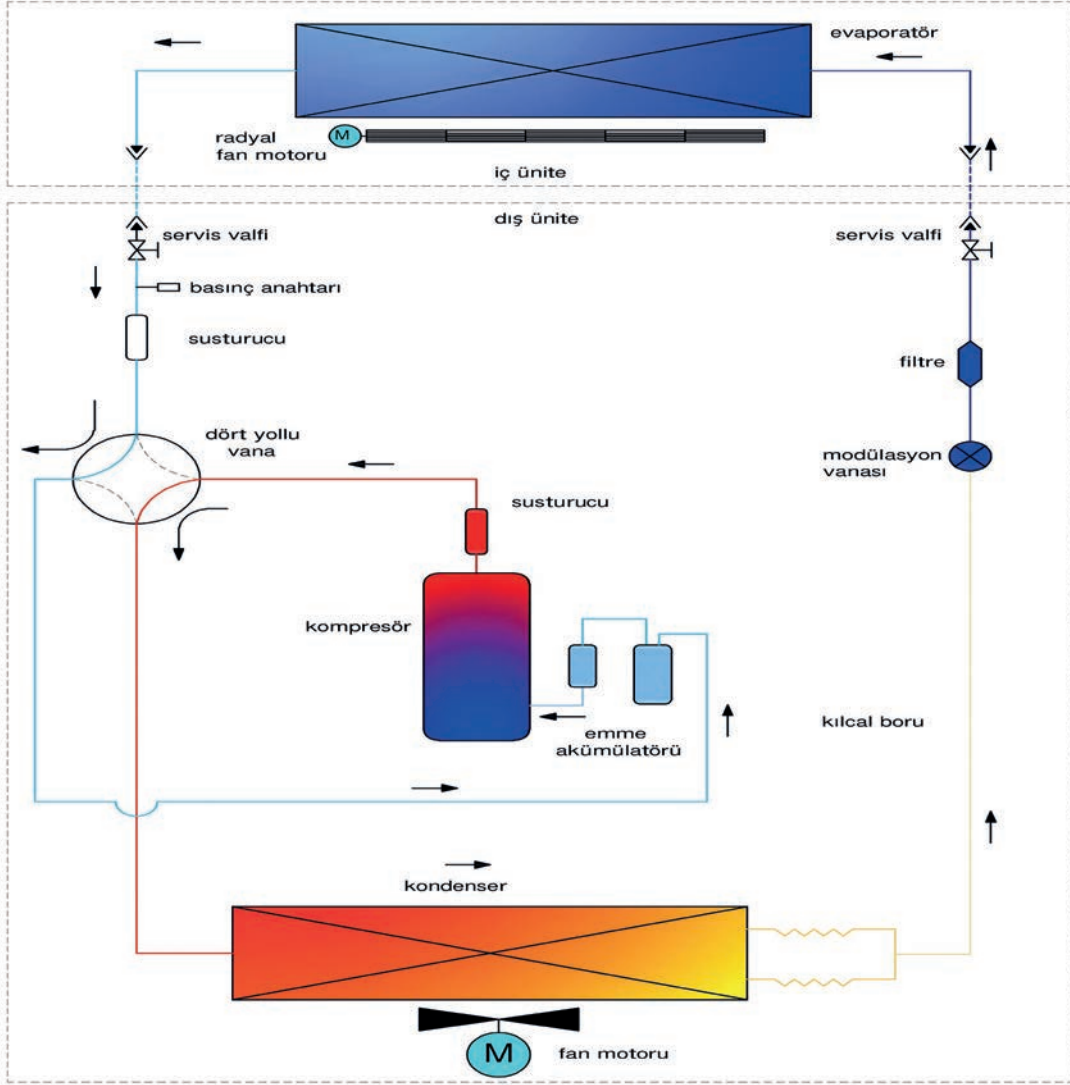 evaporatör
M
radyal
fan motoru
iç ünite
dış ünite
servis valfi
servis valfi
basınç anahtarı
susturucu
filtre
dört yollu
vana
modülasyon
vanası
susturucu
kompresör
emme
akümülatörü
kılcal boru
kondenser
M
fan motoru